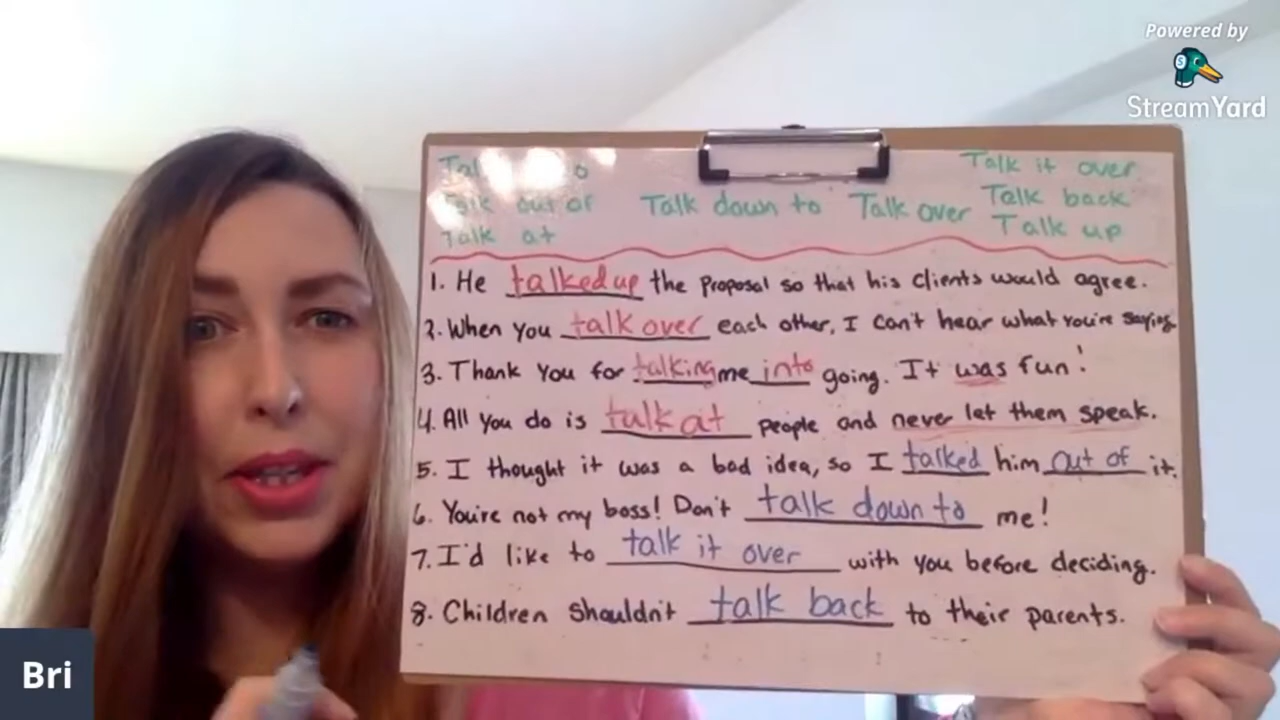 Powered by
StreamYard
o
Talk it over
Talk out of
Talk down to
Talk over
Talk back
Talk at
Talk up
1. He talked up the proposal so that his clients would agree.
2. When you talk over each other, I can't hear what you're saying.
3. Thank you for talking me into going. It was fun!
4. All you do is talk at people and never let them speak.
5. I thought it was a bad idea, so I talked him out of it.
6. You're not my boss! Don't talk down to me!
7. I'd like to talk it over with you before deciding.
8. Children shouldn't talk back to their parents.
Bri